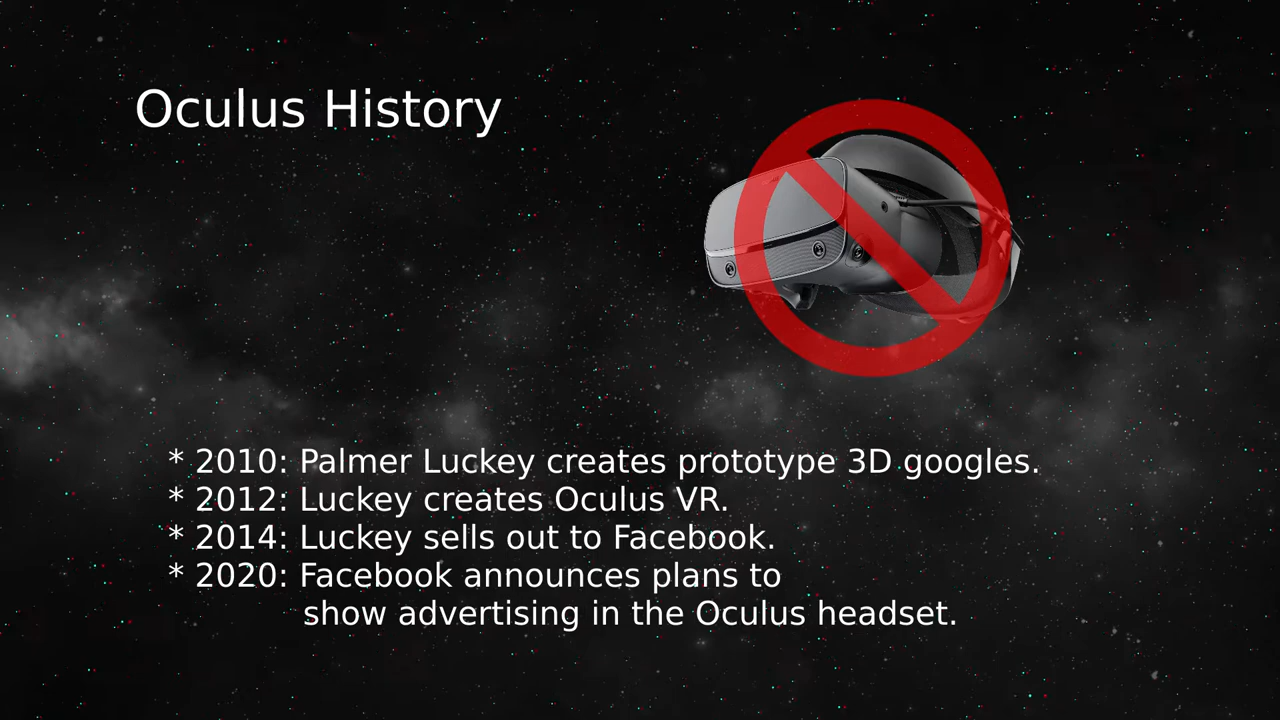 Oculus History
* 2010: Palmer Luckey creates prototype 3D googles.
* 2012: Luckey creates Oculus VR.
* 2014: Luckey sells out to Facebook.
* 2020: Facebook announces plans to
show advertising in the Oculus headset.